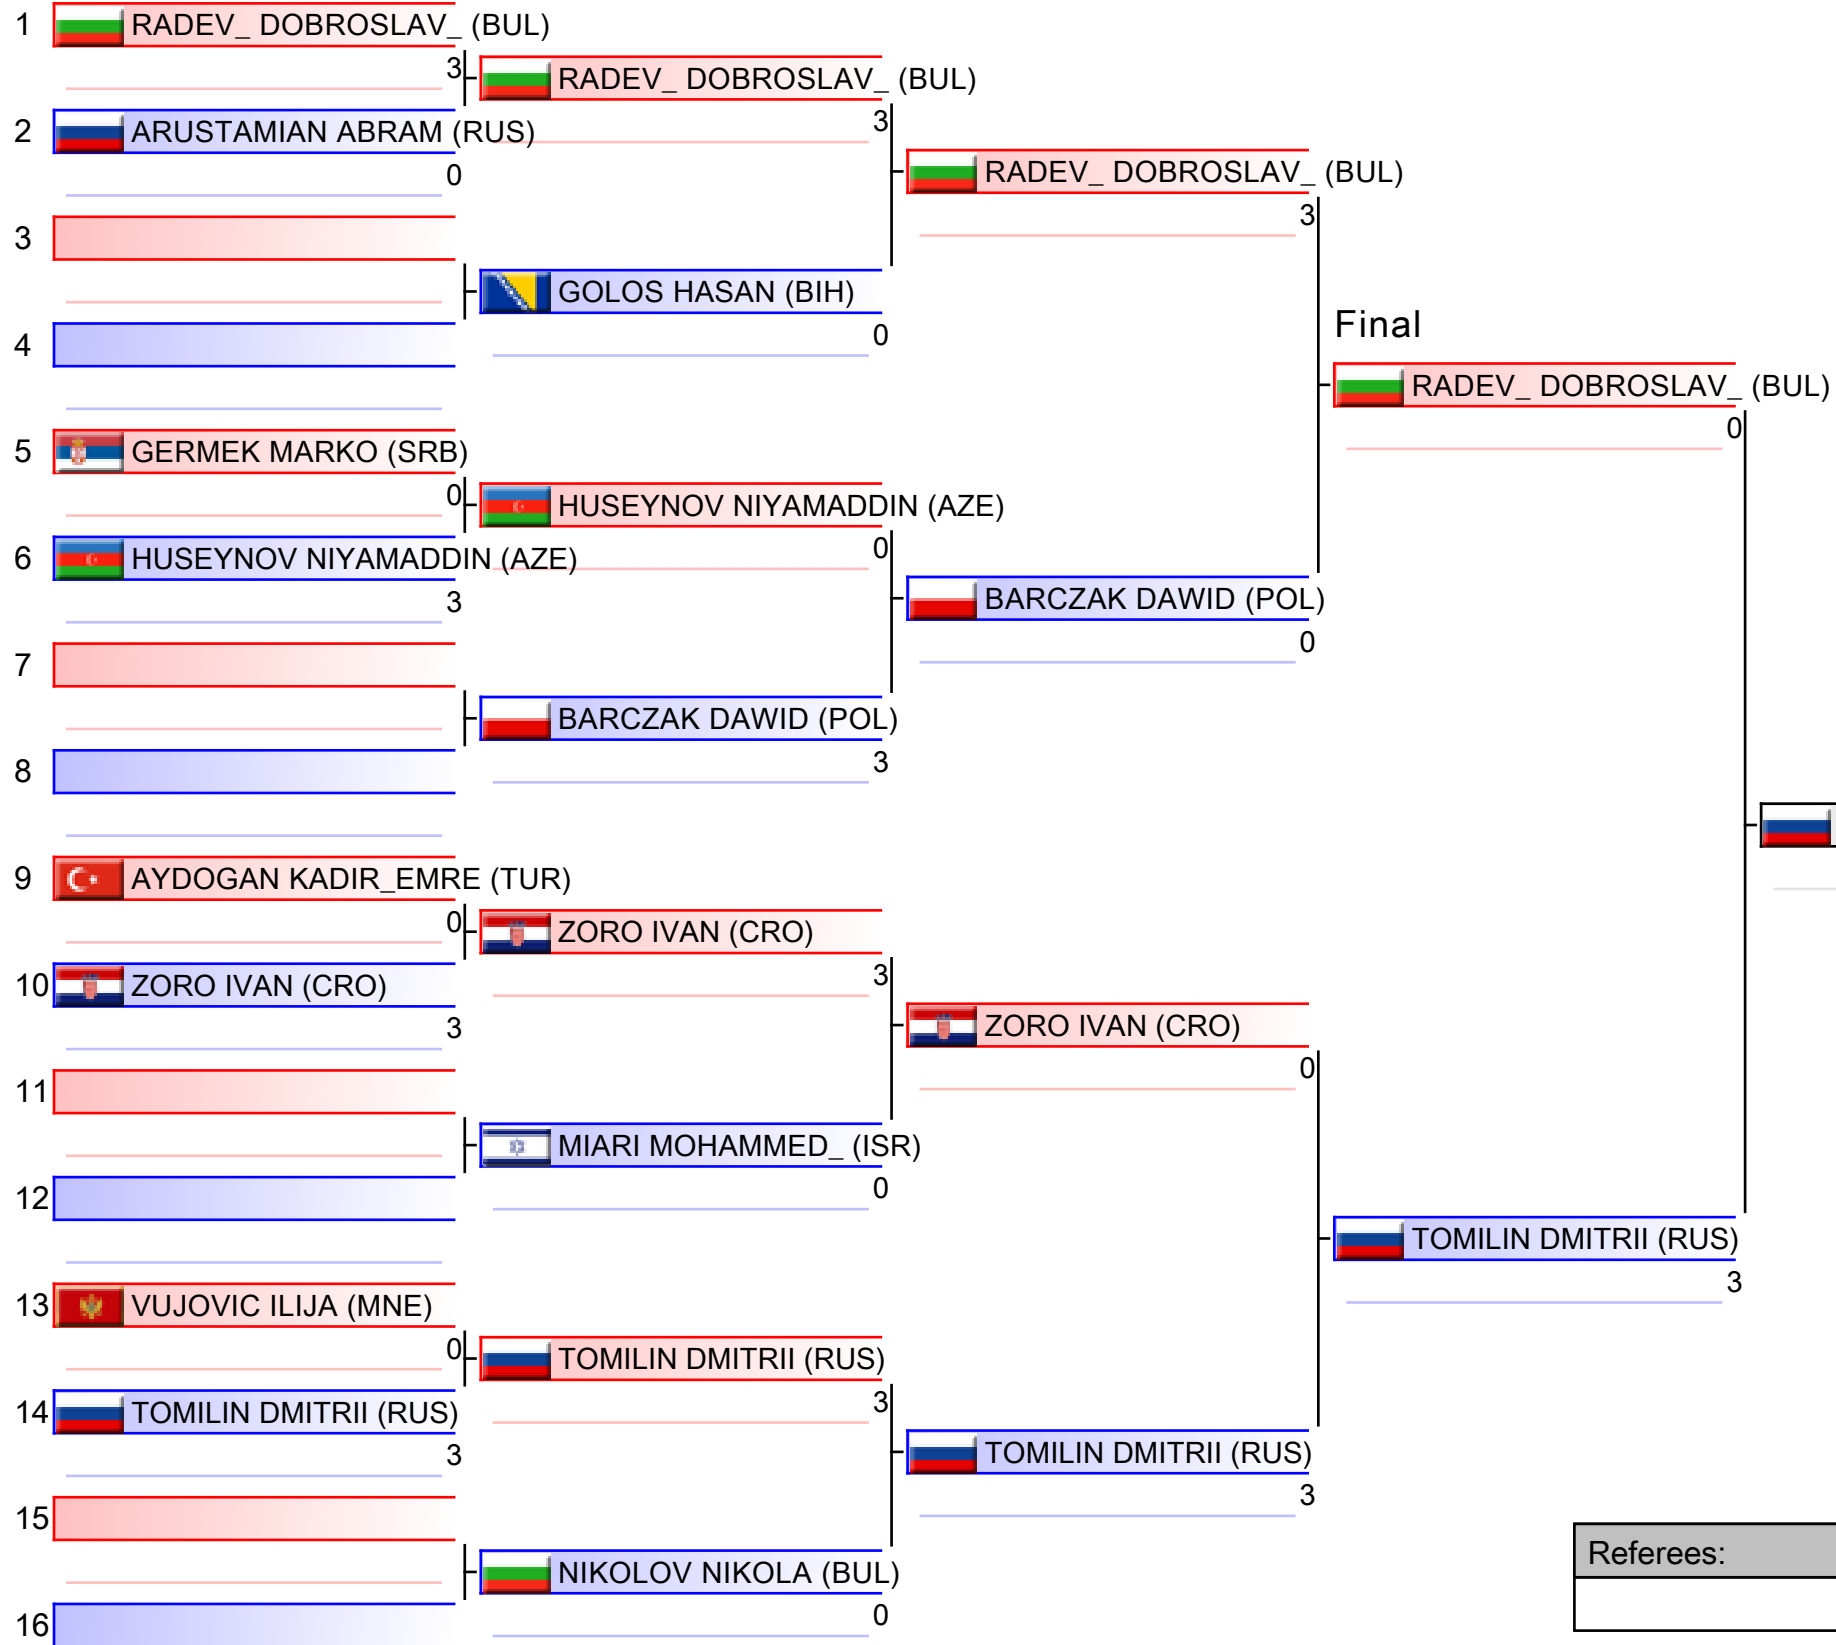 1 RADEV_ DOBROSLAV_ (BUL)
3 RADEV_ DOBROSLAV_ (BUL)
2 ARUSTAMIAN ABRAM (RUS) 3
0 RADEV_ DOBROSLAV_ (BUL)
3 3
GOLOS HASAN (BIH)
4 0
Final
RADEV_ DOBROSLAV_ (BUL)
0
5 GERMEK MARKO (SRB)
0 HUSEYNOV NIYAMADDIN (AZE)
6 HUSEYNOV NIYAMADDIN (AZE) 0
3 BARCZAK DAWID (POL)
0
7
BARCZAK DAWID (POL)
8 3
9 AYDOGAN KADIR_EMRE (TUR)
0 ZORO IVAN (CRO)
10 ZORO IVAN (CRO) 3
3 ZORO IVAN (CRO)
0
11
MIARI MOHAMMED_ (ISR)
12 0
TOMILIN DMITRII (RUS)
3
13 VUJOVIC ILIJA (MNE)
0 TOMILIN DMITRII (RUS)
14 TOMILIN DMITRII (RUS) 3
3 TOMILIN DMITRII (RUS)
3
15
Referees:
NIKOLOV NIKOLA (BUL)
16 0